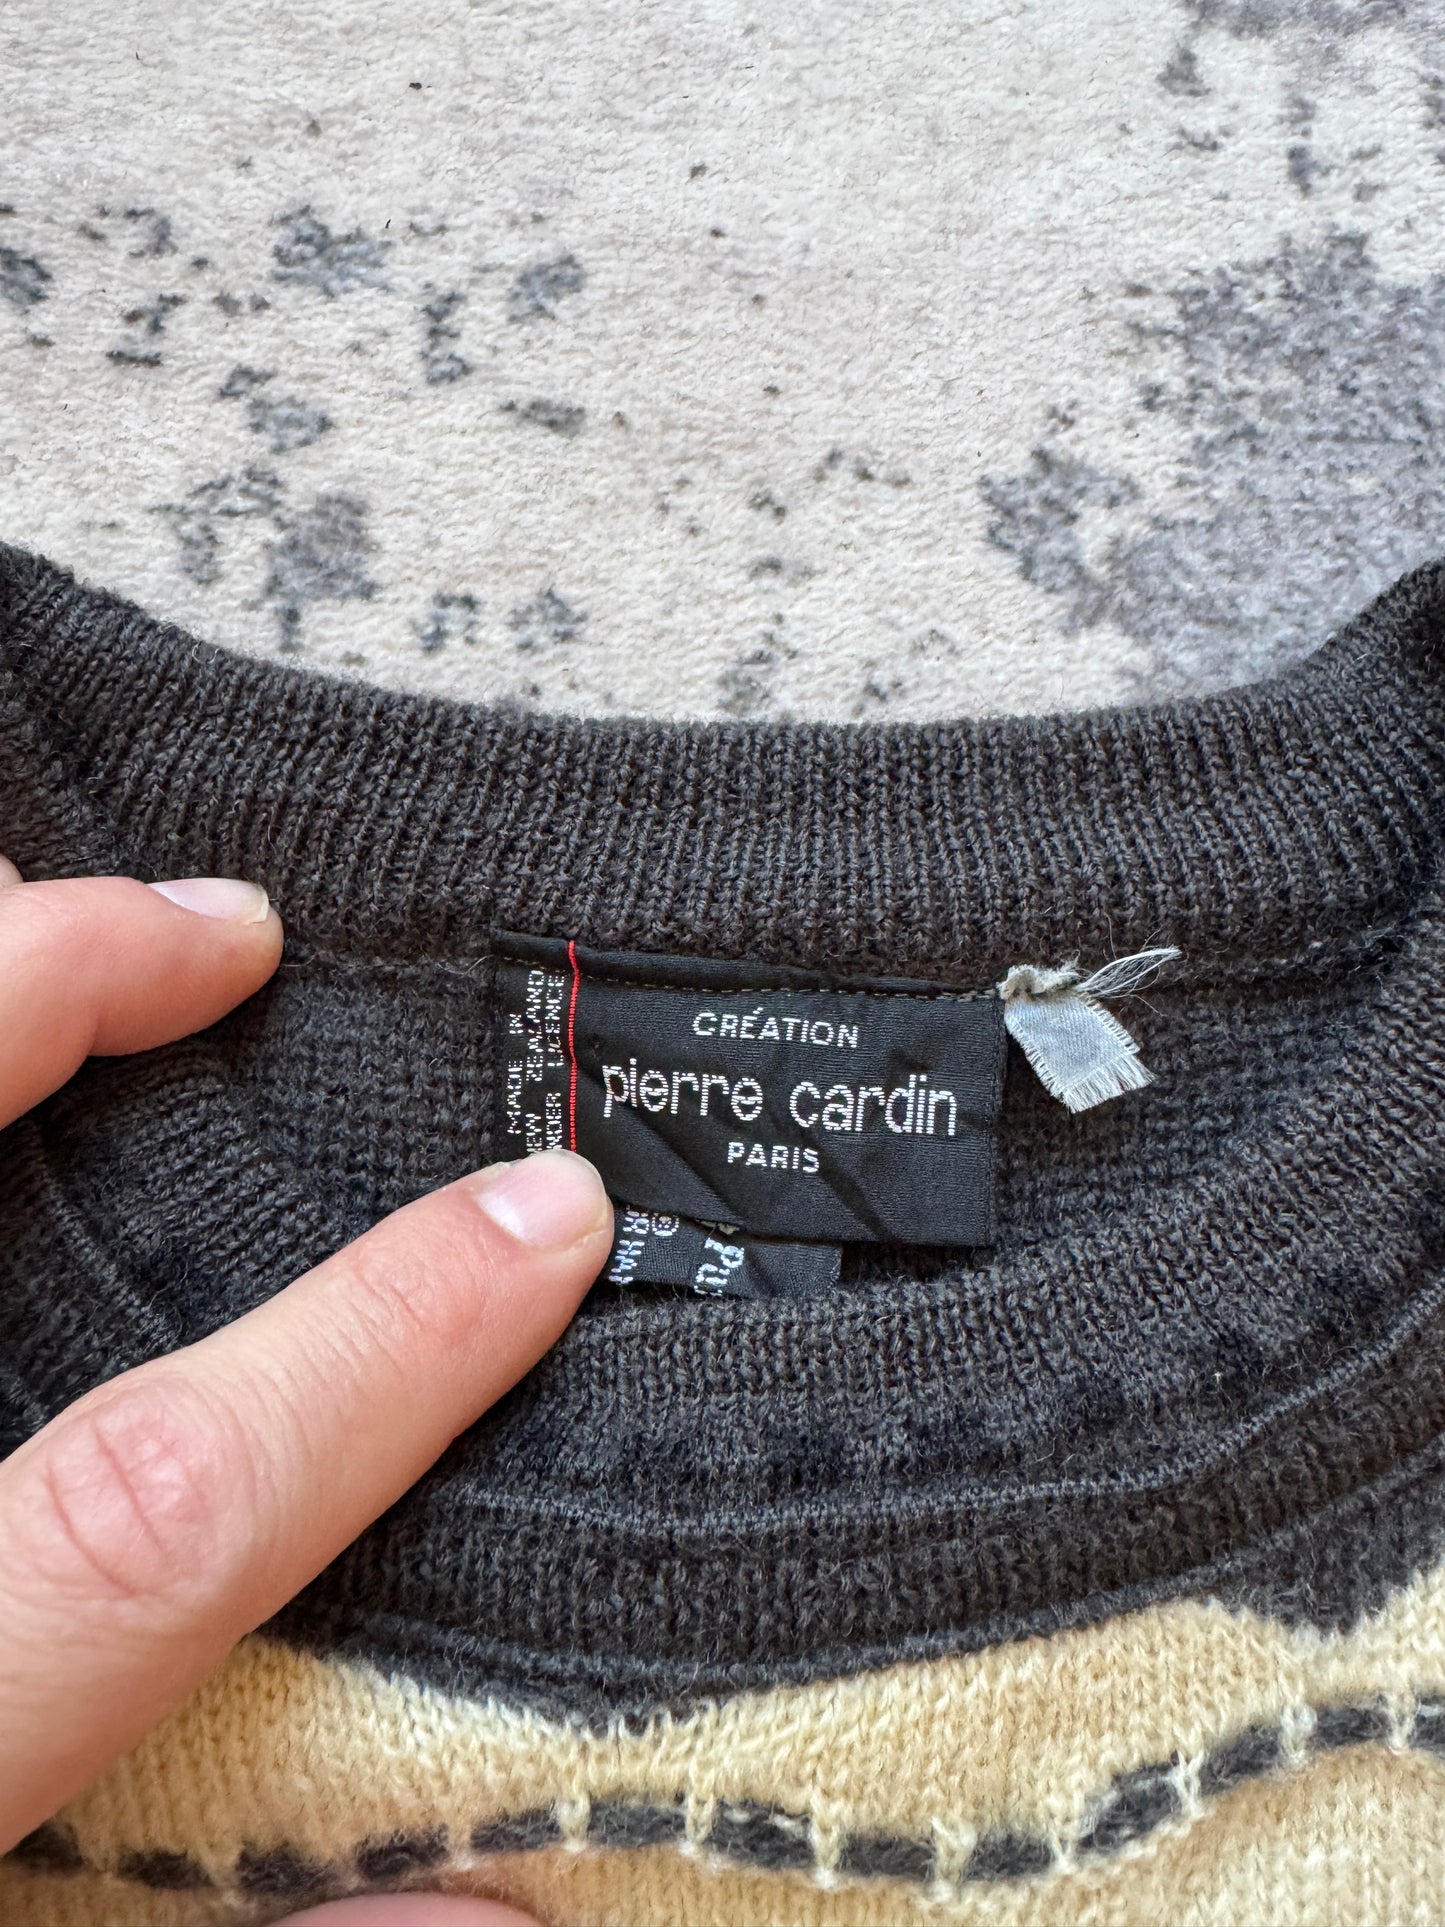 CRÉATION
pierre cardin
PARIS
MADE IN
NEW ZEALAND
UNDER LICENCE